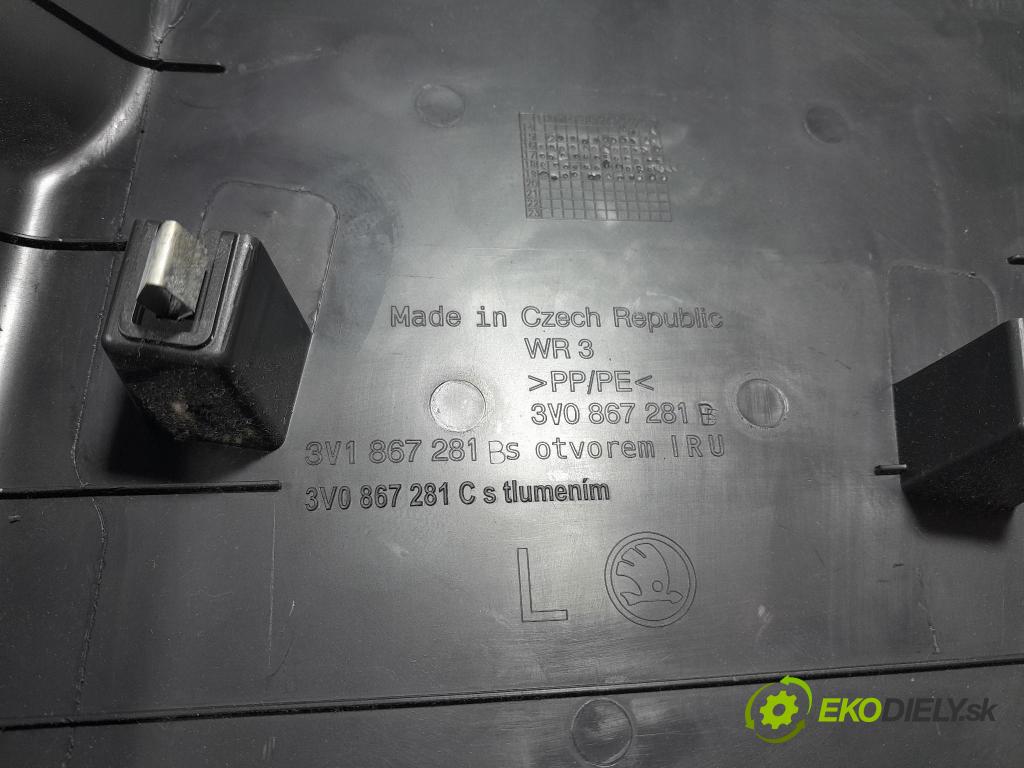 Made in Czech Republic
WR 3
>PP/PE<
3V0 867 281 B
3V1 867 281 B s otvorem IRU
3V0 867 281 C s tlumením
L
EKODIELY.sk